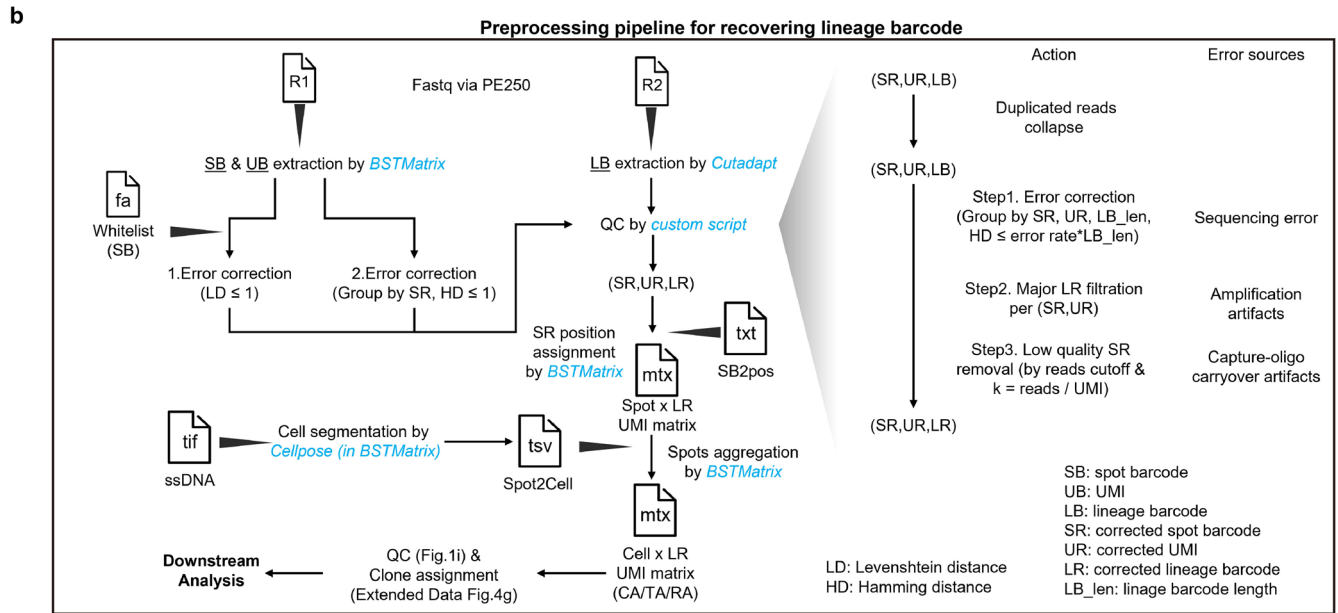 b
Preprocessing pipeline for recovering lineage barcode
R1
Fastq via PE250
R2
SB & UB extraction by BSTMatrix
LB extraction by Cutadapt
fa
Whitelist
(SB)
QC by custom script
1.Error correction
(LD ≤ 1)
2.Error correction
(Group by SR, HD ≤ 1)
(SR,UR,LR)
SR position
assignment
by BSTMatrix
txt
SB2pos
mtx
Spot x LR
UMI matrix
tif
ssDNA
Cell segmentation by
Cellpose (in BSTMatrix)
tsv
Spot2Cell
Spots aggregation
by BSTMatrix
mtx
Cell x LR
UMI matrix
(CA/TA/RA)
QC (Fig.1i) &
Clone assignment
(Extended Data Fig.4g)
Downstream
Analysis
Action
Error sources
(SR,UR,LB)
Duplicated reads
collapse
(SR,UR,LB)
Step1. Error correction
(Group by SR, UR, LB_len,
HD ≤ error rate*LB_len)
Sequencing error
Step2. Major LR filtration
per (SR,UR)
Amplification
artifacts
Step3. Low quality SR
removal (by reads cutoff &
k = reads / UMI)
Capture-oligo
carryover artifacts
(SR,UR,LR)
LD: Levenshtein distance
HD: Hamming distance
SB: spot barcode
UB: UMI
LB: lineage barcode
SR: corrected spot barcode
UR: corrected UMI
LR: corrected lineage barcode
LB_len: linage barcode length